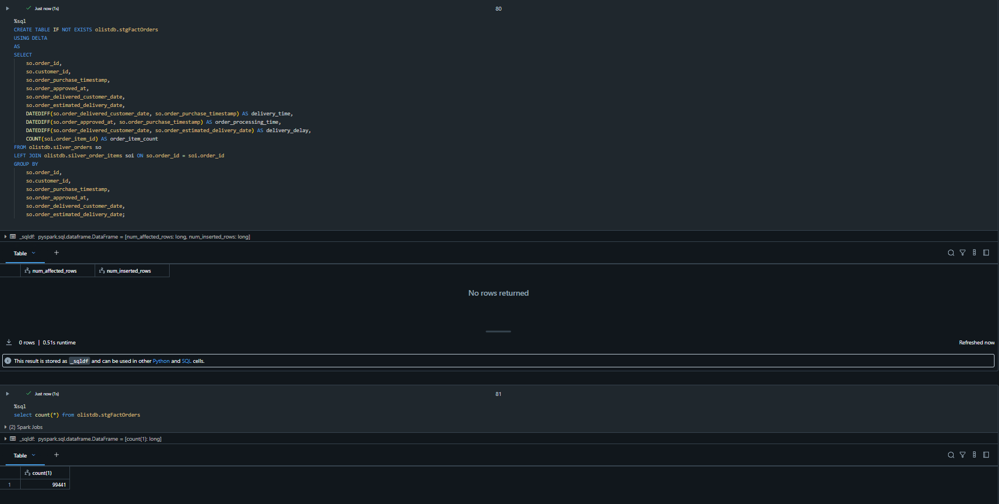 Just now (1s)
80
%sql
CREATE TABLE IF NOT EXISTS olistdb.stgFactOrders
USING DELTA
AS
SELECT
so.order_id,
so.customer_id,
so.order_purchase_timestamp,
so.order_approved_at,
so.order_delivered_customer_date,
so.order_estimated_delivery_date,
DATEDIFF(so.order_delivered_customer_date, so.order_purchase_timestamp) AS delivery_time,
DATEDIFF(so.order_approved_at, so.order_purchase_timestamp) AS order_processing_time,
DATEDIFF(so.order_delivered_customer_date, so.order_estimated_delivery_date) AS delivery_delay,
COUNT(soi.order_item_id) AS order_item_count
FROM olistdb.silver_orders so
LEFT JOIN olistdb.silver_order_items soi ON so.order_id = soi.order_id
GROUP BY
so.order_id,
so.customer_id,
so.order_purchase_timestamp,
so.order_approved_at,
so.order_delivered_customer_date,
so.order_estimated_delivery_date;
_sqldf: pyspark.sql.dataframe.DataFrame = [num_affected_rows: long, num_inserted_rows: long]
Table +
123 num_affected_rows 123 num_inserted_rows
No rows returned
0 rows | 0.51s runtime
Refreshed now
This result is stored as _sqldf and can be used in other Python and SQL cells.
Just now (1s)
81
%sql
select count(*) from olistdb.stgFactOrders
(2) Spark Jobs
_sqldf: pyspark.sql.dataframe.DataFrame = [count(1): long]
Table +
123 count(1)
1 99441